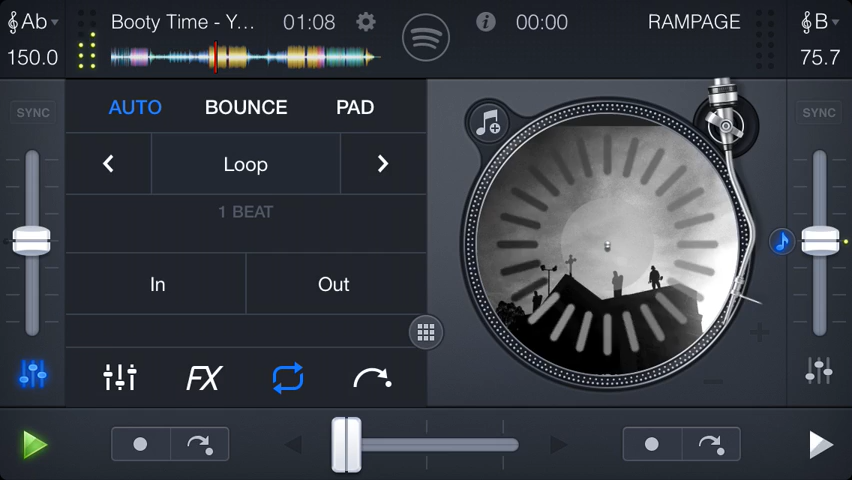 Ab
Booty Time - Y...
01:08
00:00
RAMPAGE
B
150.0
75.7
SYNC
AUTO
BOUNCE
PAD
SYNC
Loop
1 BEAT
In
Out
FX